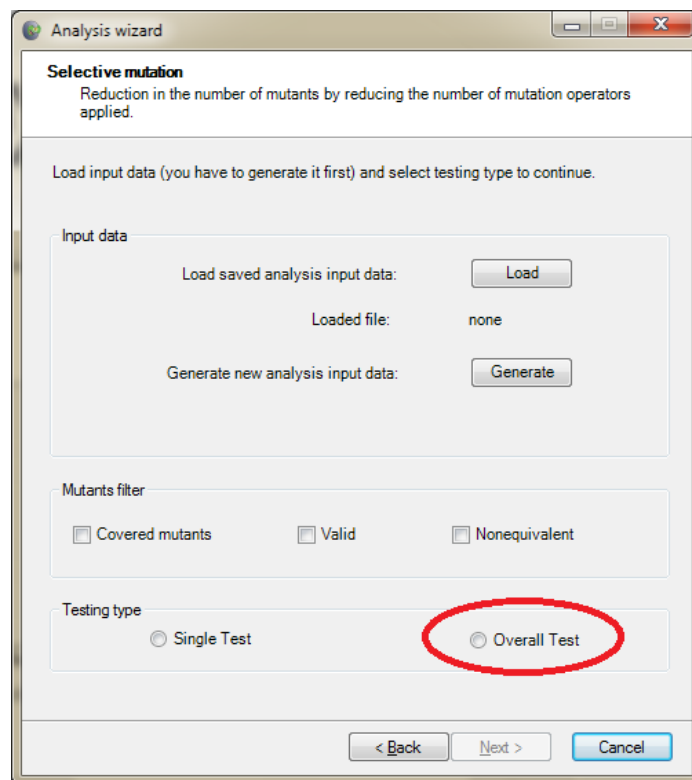 Analysis wizard
Selective mutation
Reduction in the number of mutants by reducing the number of mutation operators
applied.
Load input data (you have to generate it first) and select testing type to continue.
Input data
Load saved analysis input data: Load
Loaded file: none
Generate new analysis input data: Generate
Mutants filter
Covered mutants Valid Nonequivalent
Testing type
Single Test Overall Test
< Back Next > Cancel